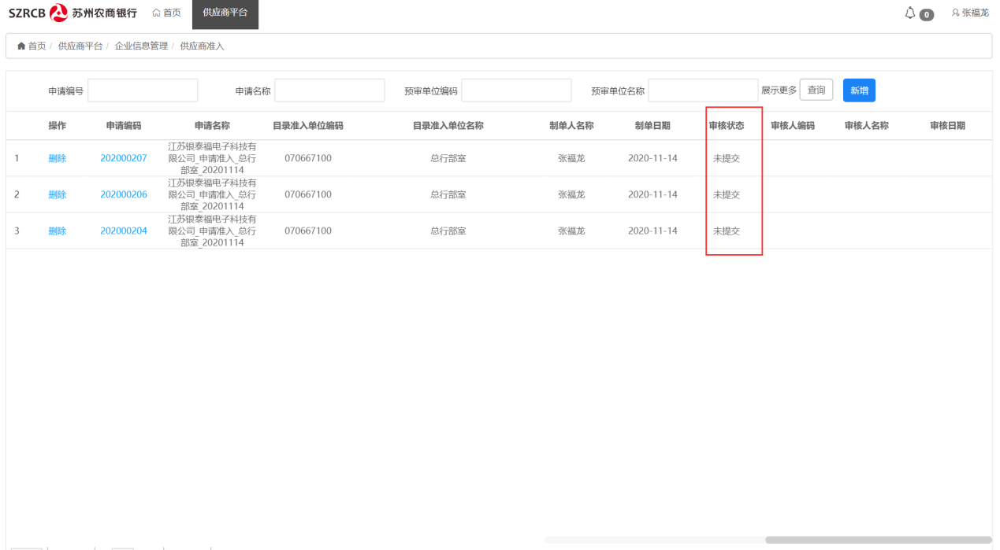 SZRCB 苏州农商银行 首页 供应商平台 0 张福龙
首页 / 供应商平台 / 企业信息管理 / 供应商准入
申请编号 申请名称 预审单位编码 预审单位名称 展示更多 查询 新增
操作 申请编码 申请名称 目录准入单位编码 目录准入单位名称 制单人名称 制单日期 审核状态 审核人编码 审核人名称 审核日期
1 删除 202000207 江苏银泰福电子科技有
限公司_申请准入_总行
部室_20201114 070667100 总行部室 张福龙 2020-11-14 未提交
2 删除 202000206 江苏银泰福电子科技有
限公司_申请准入_总行
部室_20201114 070667100 总行部室 张福龙 2020-11-14 未提交
3 删除 202000204 江苏银泰福电子科技有
限公司_申请准入_总行
部室_20201114 070667100 总行部室 张福龙 2020-11-14 未提交